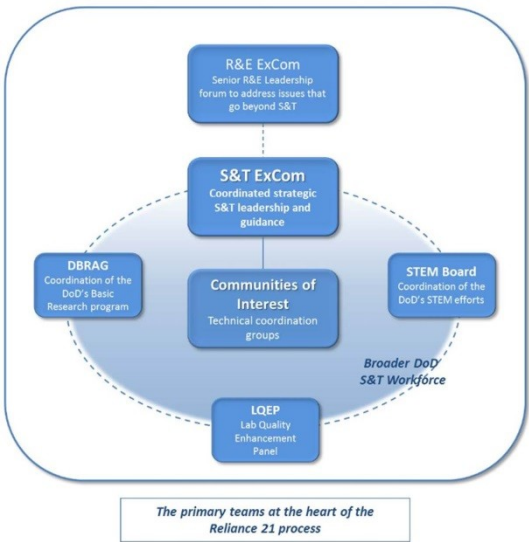 R&E ExCom
Senior R&E Leadership
forum to address issues that
go beyond S&T
S&T ExCom
Coordinated strategic
S&T leadership and
guidance
DBRAG
Coordination of the
DoD's Basic
Research program
Communities of
Interest
Technical coordination
groups
STEM Board
Coordination of the
DoD's STEM efforts
Broader DoD
S&T Workforce
LQEP
Lab Quality
Enhancement
Panel
The primary teams at the heart of the
Reliance 21 process